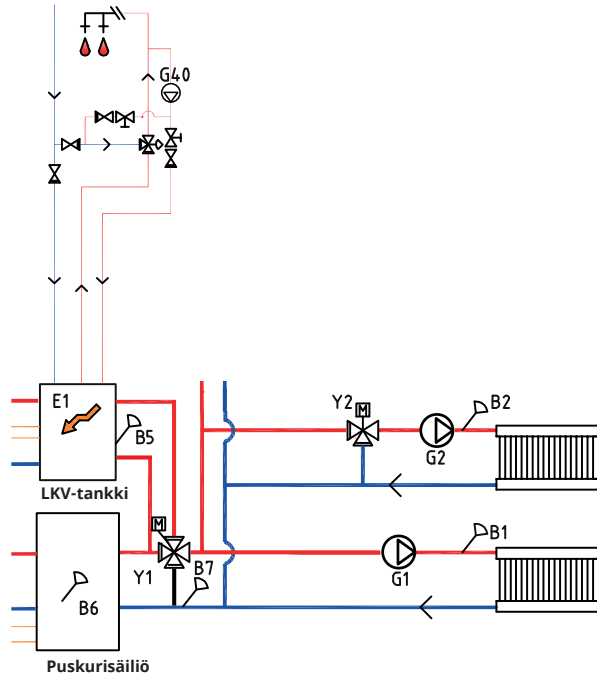 G40
E1
B5
LKV-tankki
Y2
M
B2
G2
M
Y1
B7
B1
G1
B6
Puskurisäiliö